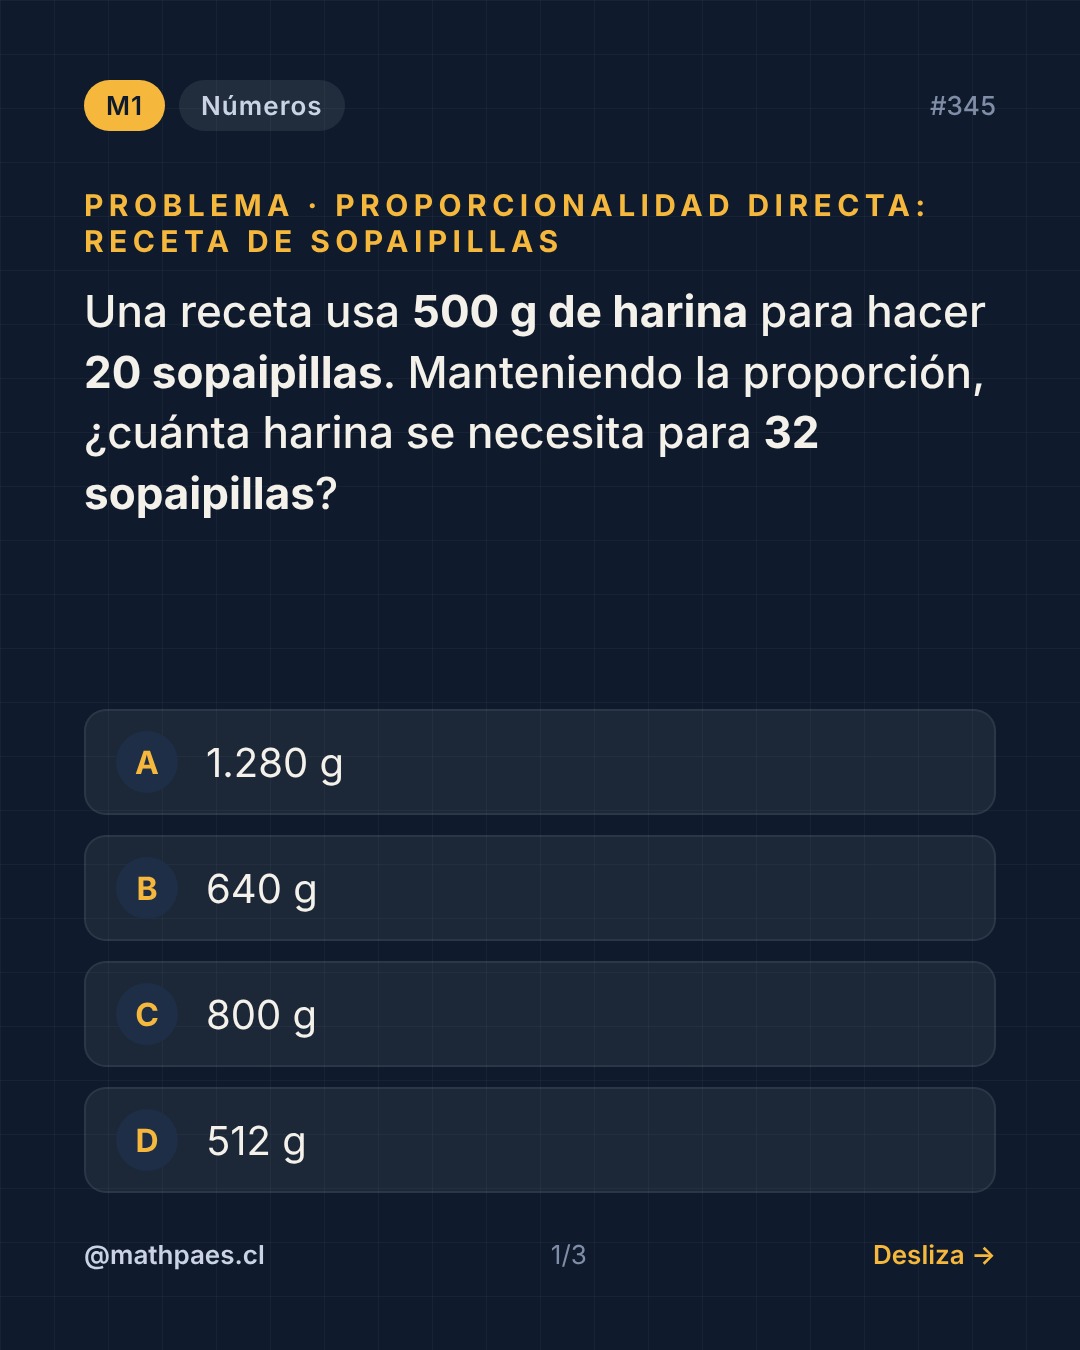 M1 Números #345
PROBLEMA · PROPORCIONALIDAD DIRECTA:
RECETA DE SOPAIPILLAS
Una receta usa 500 g de harina para hacer
20 sopaipillas. Manteniendo la proporción,
¿cuánta harina se necesita para 32
sopaipillas?
A 1.280 g
B 640 g
C 800 g
D 512 g
@mathpaes.cl 1/3 Desliza →